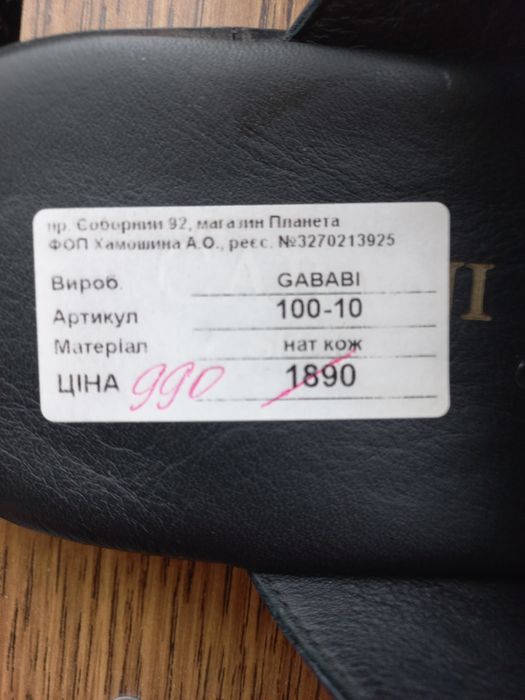 пр. Соборний 92, магазин Планета
ФОП Хамошина А.О., реєс. №3270213925
Вироб. GABABI
Артикул 100-10
Матеріал нат кож
ЦІНА 990 1890